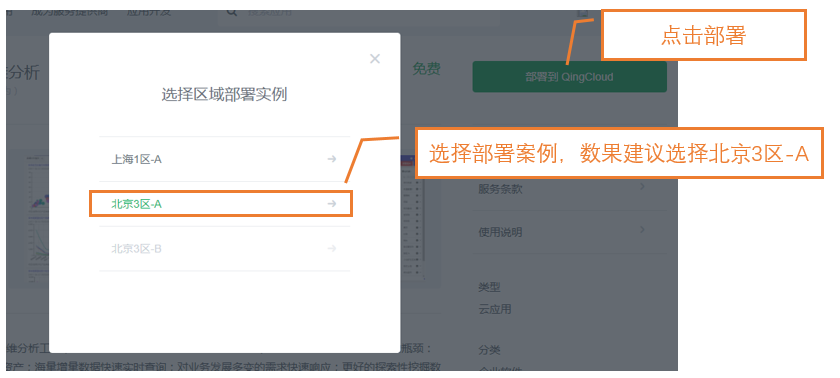 成为服务提供商 应用开发
搜索应用
点击部署
分析
免费
部署到 QingCloud
选择区域部署实例
选择部署案例，数果建议选择北京3区-A
上海1区-A
服务条款
北京3区-A
使用说明
北京3区-B
类型
云应用
分类
瓶颈：
资产；海量增量数据快速实时查询；对业务发展多变的需求快速响应；更好的探索性挖掘数